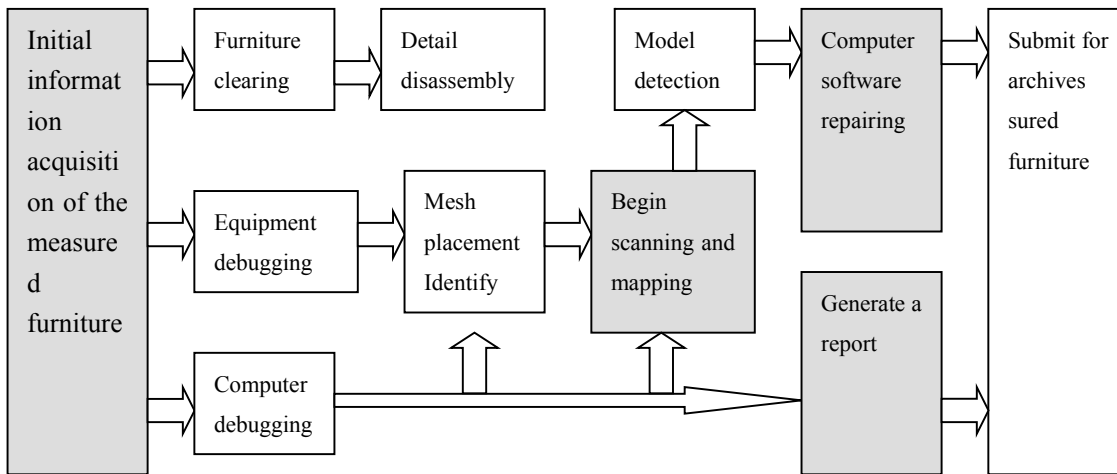 Initial
informat
ion
acquisiti
on of the
measure
d
furniture
Furniture
clearing
Detail
disassembly
Model
detection
Computer
software
repairing
Submit for
archives
sured
furniture
Equipment
debugging
Mesh
placement
Identify
Begin
scanning and
mapping
Computer
debugging
Generate a
report